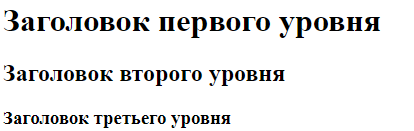 Заголовок первого уровня
Заголовок второго уровня
Заголовок третьего уровня